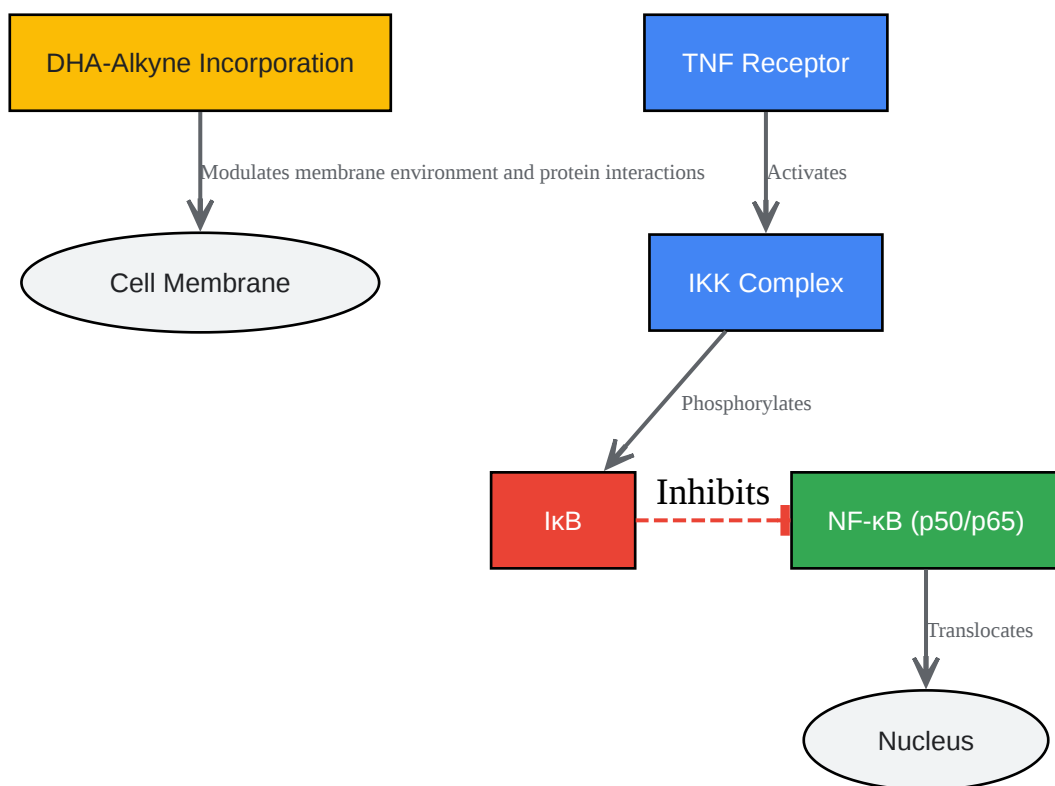 DHA-Alkyne Incorporation
TNF Receptor
Modulates membrane environment and protein interactions
Activates
Cell Membrane
IKK Complex
Phosphorylates
IκB
Inhibits
NF-κB (p50/p65)
Translocates
Nucleus